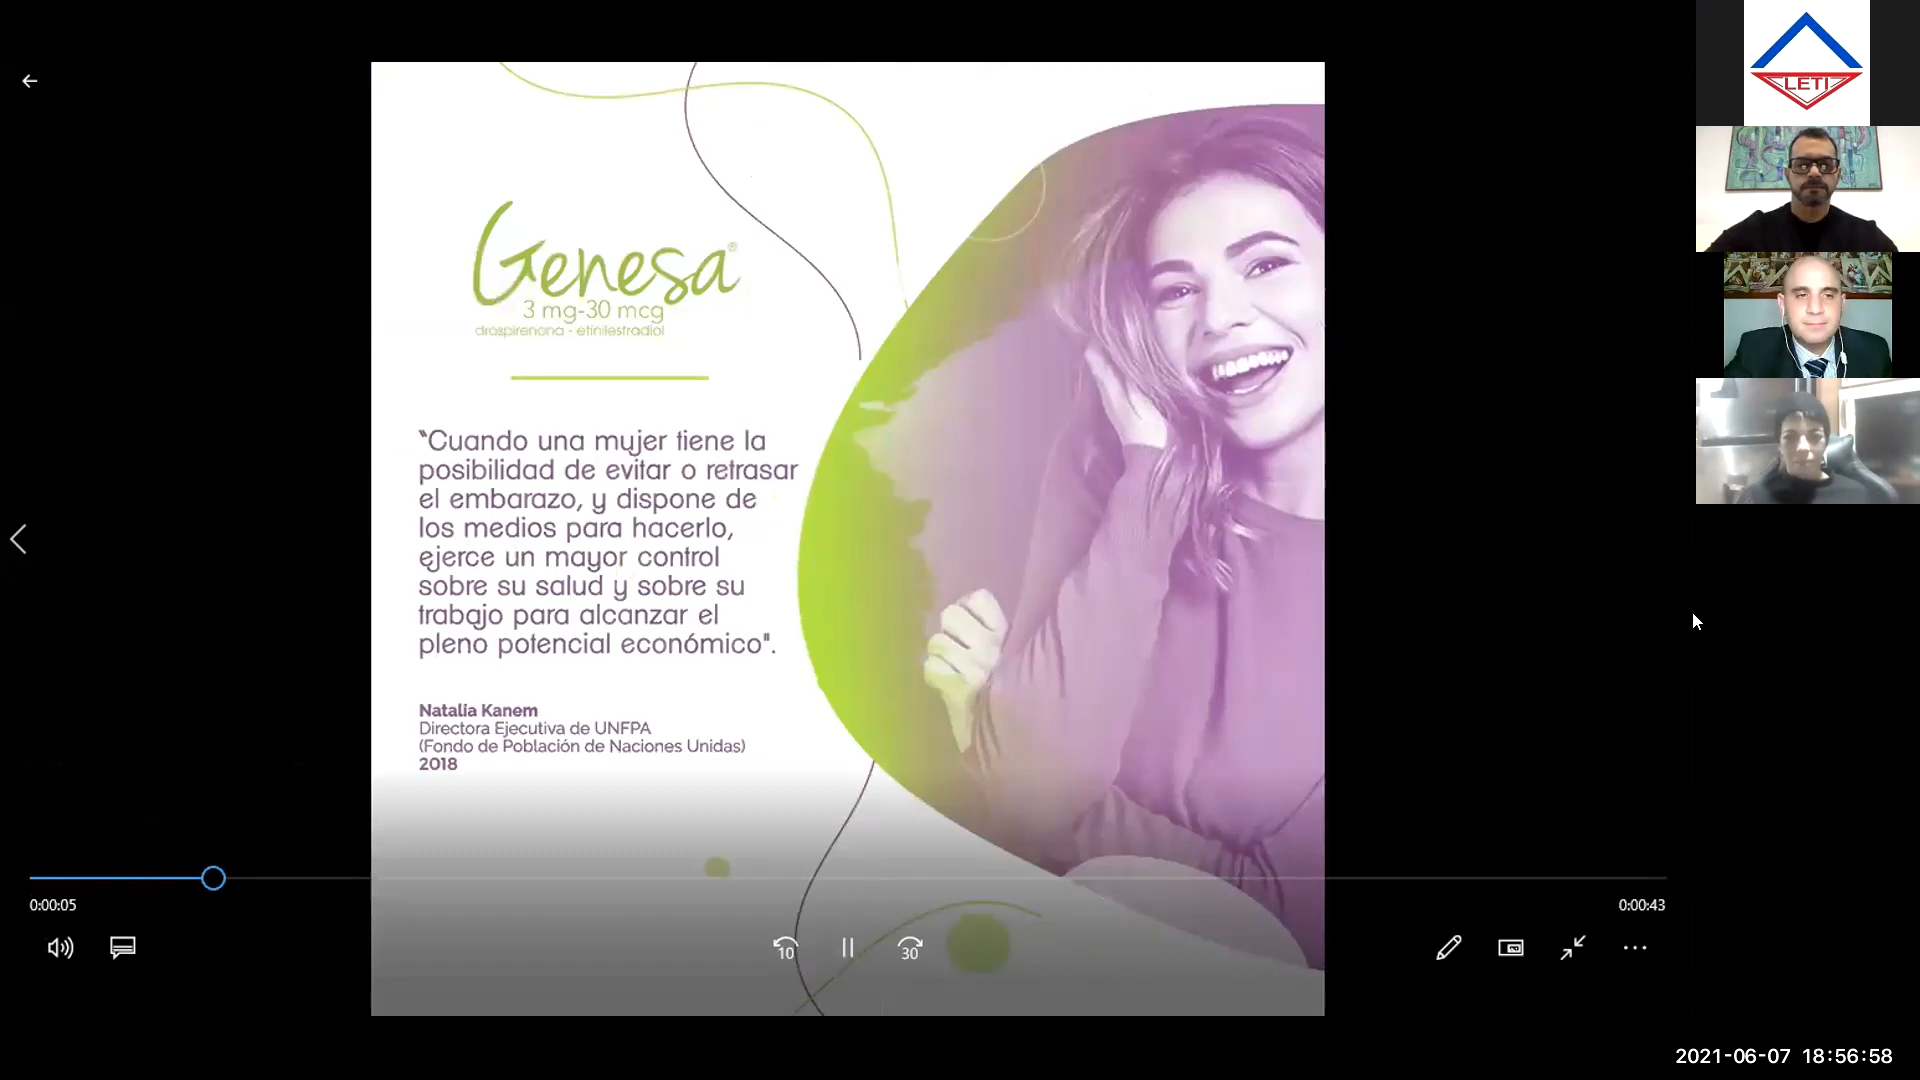 LETI
Genesa®
3 mg-30 mcg
drospirenona - etinilestradiol
"Cuando una mujer tiene la
posibilidad de evitar o retrasar
el embarazo, y dispone de
los medios para hacerlo,
ejerce un mayor control
sobre su salud y sobre su
trabajo para alcanzar el
pleno potencial económico".
Natalia Kanem
Directora Ejecutiva de UNFPA
(Fondo de Población de Naciones Unidas)
2018
0:00:05
0:00:43
10
30
2021-06-07 18:56:58